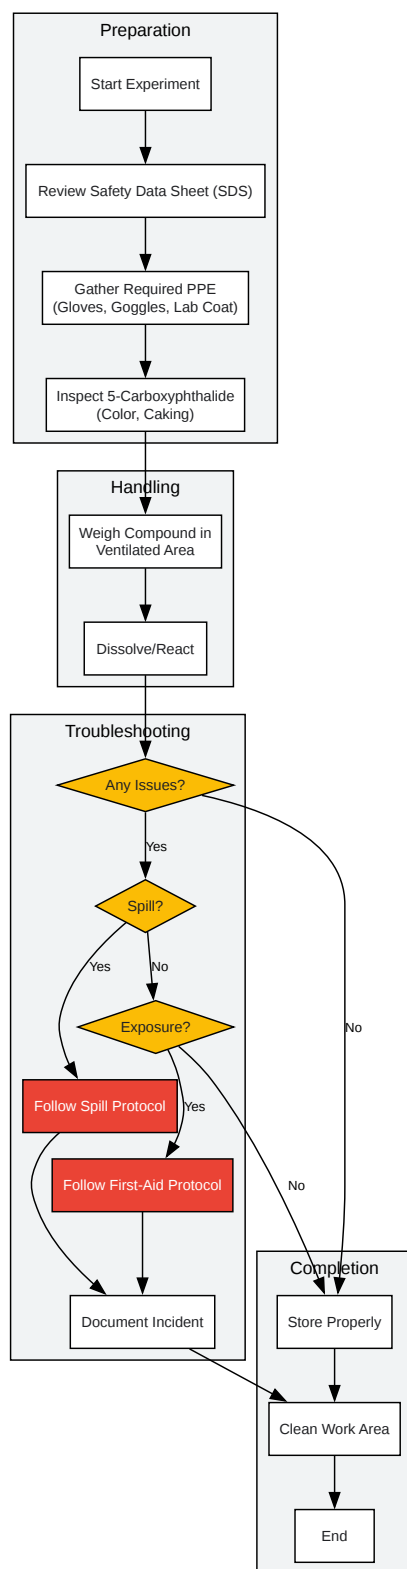 Preparation
Start Experiment
Review Safety Data Sheet (SDS)
Gather Required PPE
(Gloves, Goggles, Lab Coat)
Inspect 5-Carboxyphthalide
(Color, Caking)
Handling
Weigh Compound in
Ventilated Area
Dissolve/React
Troubleshooting
Any Issues?
Yes
Spill?
Yes
No
Exposure?
No
Follow Spill Protocol
Yes
Follow First-Aid Protocol
No
Completion
Document Incident
Store Properly
Clean Work Area
End